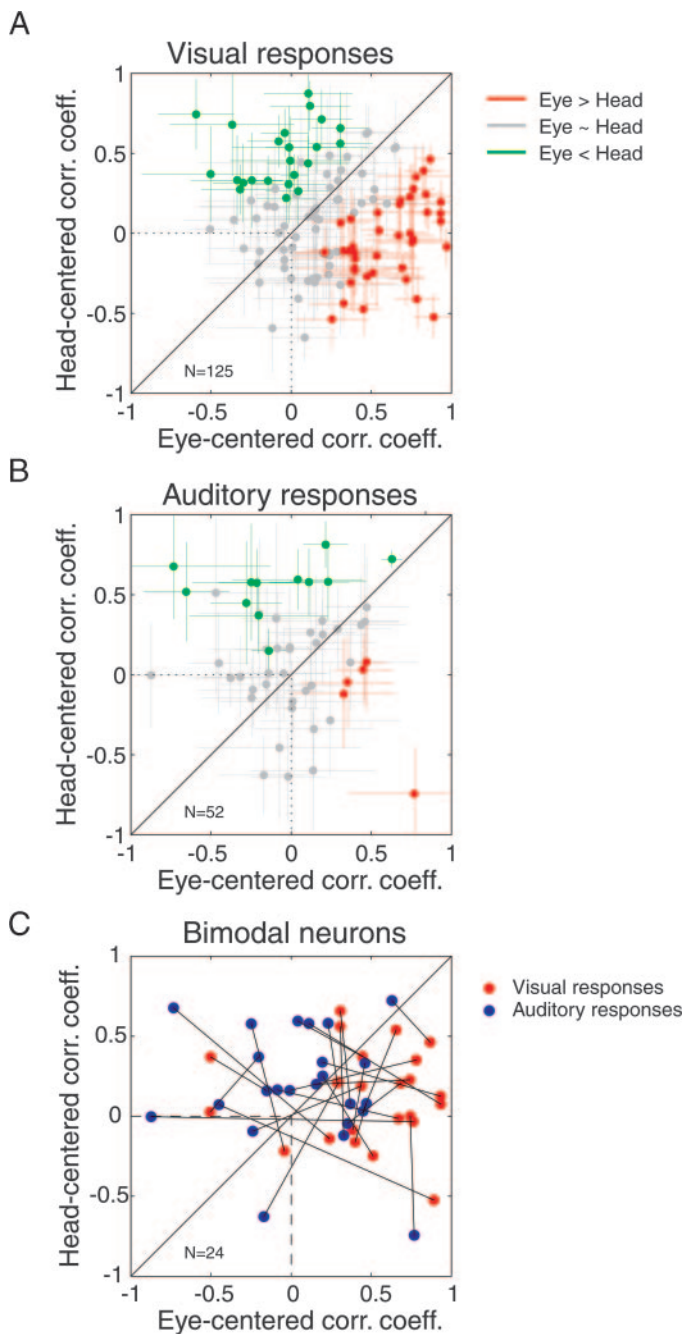 A
Visual responses
1
0.5
0
-0.5
-1
-1 -0.5 0 0.5 1
Head-centered corr. coeff.
Eye-centered corr. coeff.
N=125
Eye > Head
Eye ~ Head
Eye < Head
B
Auditory responses
1
0.5
0
-0.5
-1
-1 -0.5 0 0.5 1
Head-centered corr. coeff.
Eye-centered corr. coeff.
N=52
C
Bimodal neurons
1
0.5
0
-0.5
-1
-1 -0.5 0 0.5 1
Head-centered corr. coeff.
Eye-centered corr. coeff.
N=24
Visual responses
Auditory responses